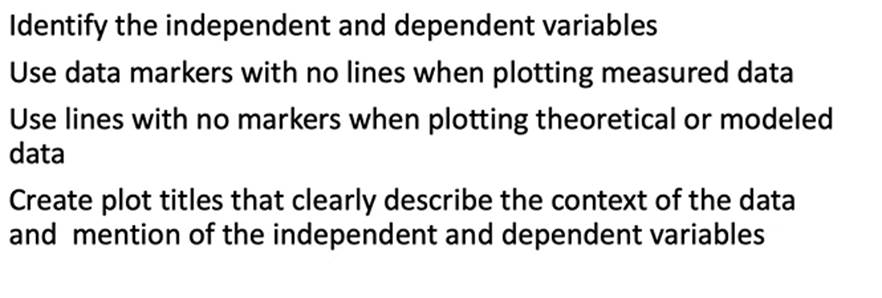 Identify the independent and dependent variables
Use data markers with no lines when plotting measured data
Use lines with no markers when plotting theoretical or modeled
data
Create plot titles that clearly describe the context of the data
and  mention of the independent and dependent variables